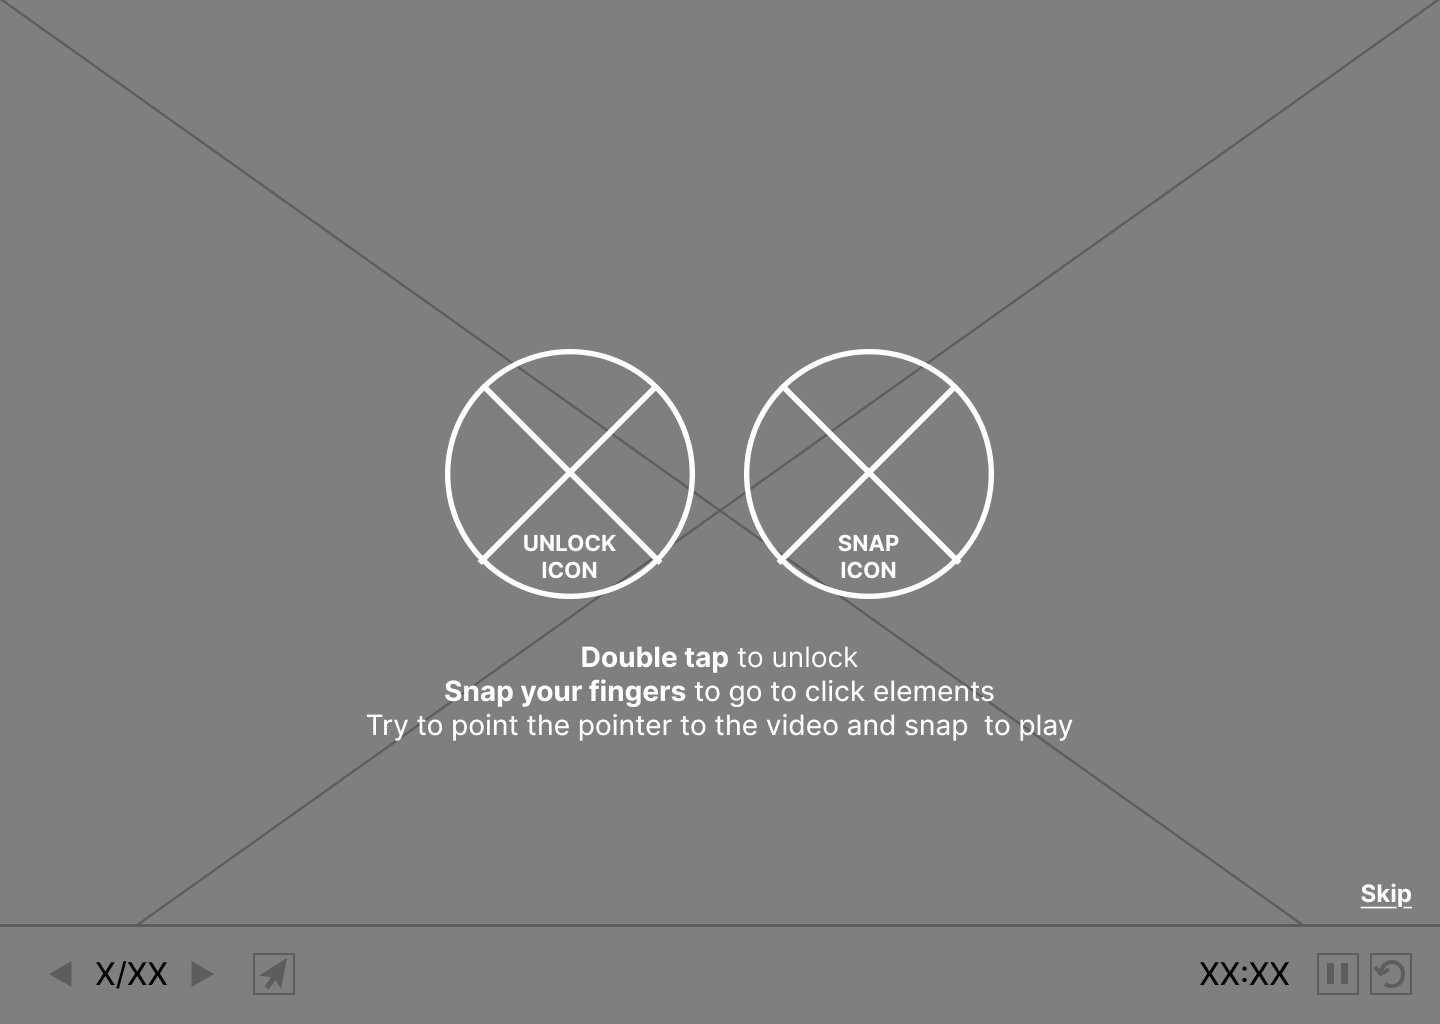 UNLOCK
ICON
SNAP
ICON
Double tap to unlock
Snap your fingers to go to click elements
Try to point the pointer to the video and snap  to play
Skip
X/XX
XX:XX